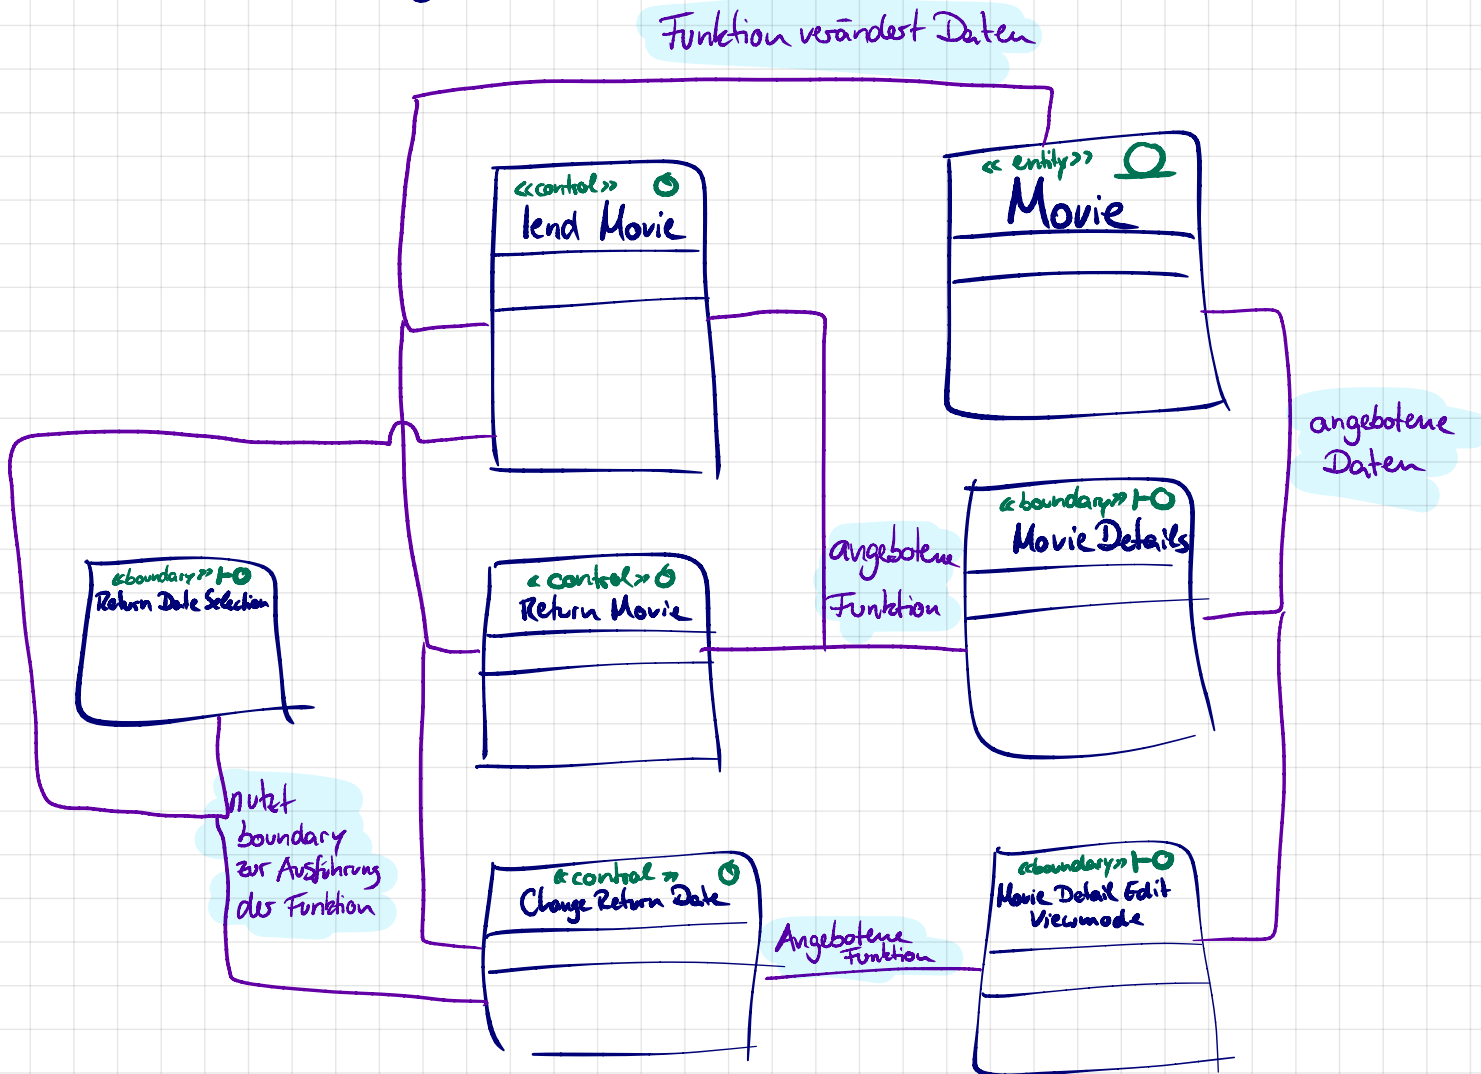 Funktion verändert Daten
«control»
lend Movie
«entity»
Movie
angebotene
Daten
«boundary»
Movie Details
angebotene
Funktion
«boundary»
Return Date Selection
«control»
Return Movie
nutzt
boundary
zur Ausführung
der Funktion
«control»
Change Return Date
Angebotene
Funktion
«boundary»
Movie Detail Edit
Viewmode